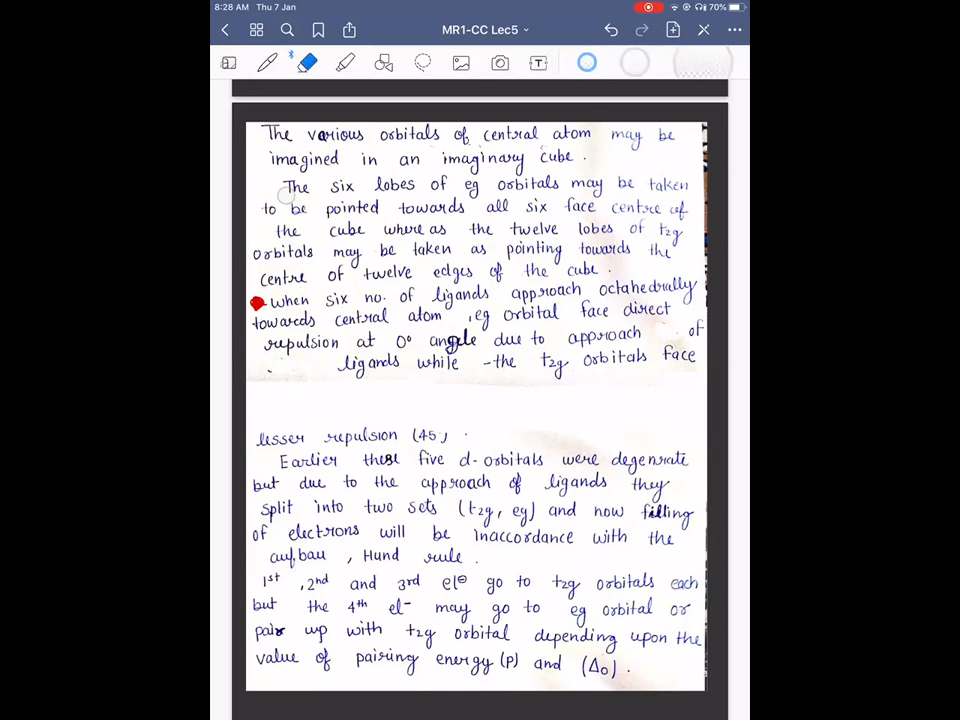 8:28 AM Thu 7 Jan
70%
MR1-CC Lec5
T
The various orbitals of central atom may be
imagined in an imaginary cube.
The six lobes of eg orbitals may be taken
to be pointed towards all six face centre of
the cube where as the twelve lobes of t2g
orbitals may be taken as pointing towards the
centre of twelve edges of the cube.
when six no. of ligands approach octahedrally
towards central atom, eg orbital face direct
repulsion at 0° angle due to approach of
ligands while the t2g orbitals face
lesser repulsion (45°).
Earlier these five d-orbitals were degenrate
but due to the approach of ligands they
split into two sets (t2g, eg) and now filling
of electrons will be inaccordance with the
aufbau, Hund rule.
1st, 2nd and 3rd el⊖ go to t2g orbitals each
but the 4th el- may go to eg orbital or
pair up with t2g orbital depending upon the
value of pairing energy (P) and (Δ0).